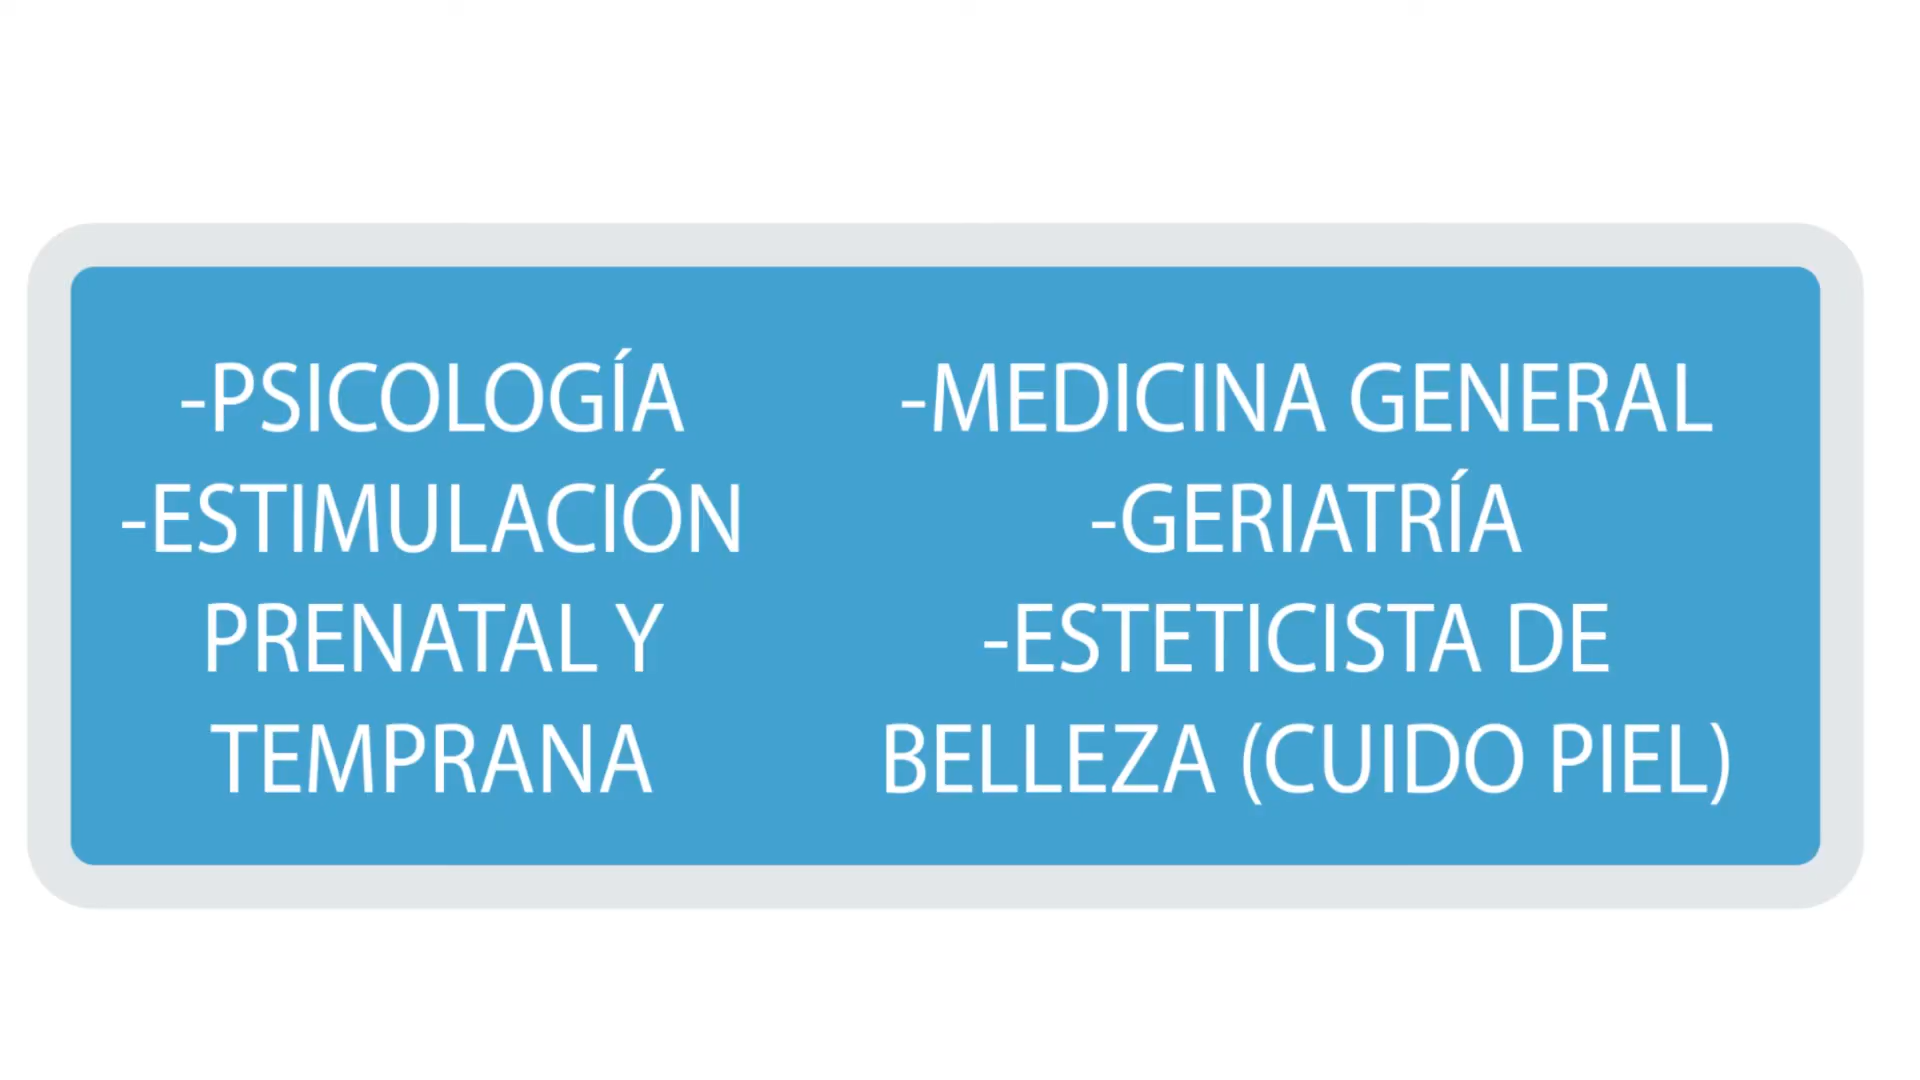 -PSICOLOGÍA
-ESTIMULACIÓN
PRENATAL Y
TEMPRANA
-MEDICINA GENERAL
-GERIATRÍA
-ESTETICISTA DE
BELLEZA (CUIDO PIEL)